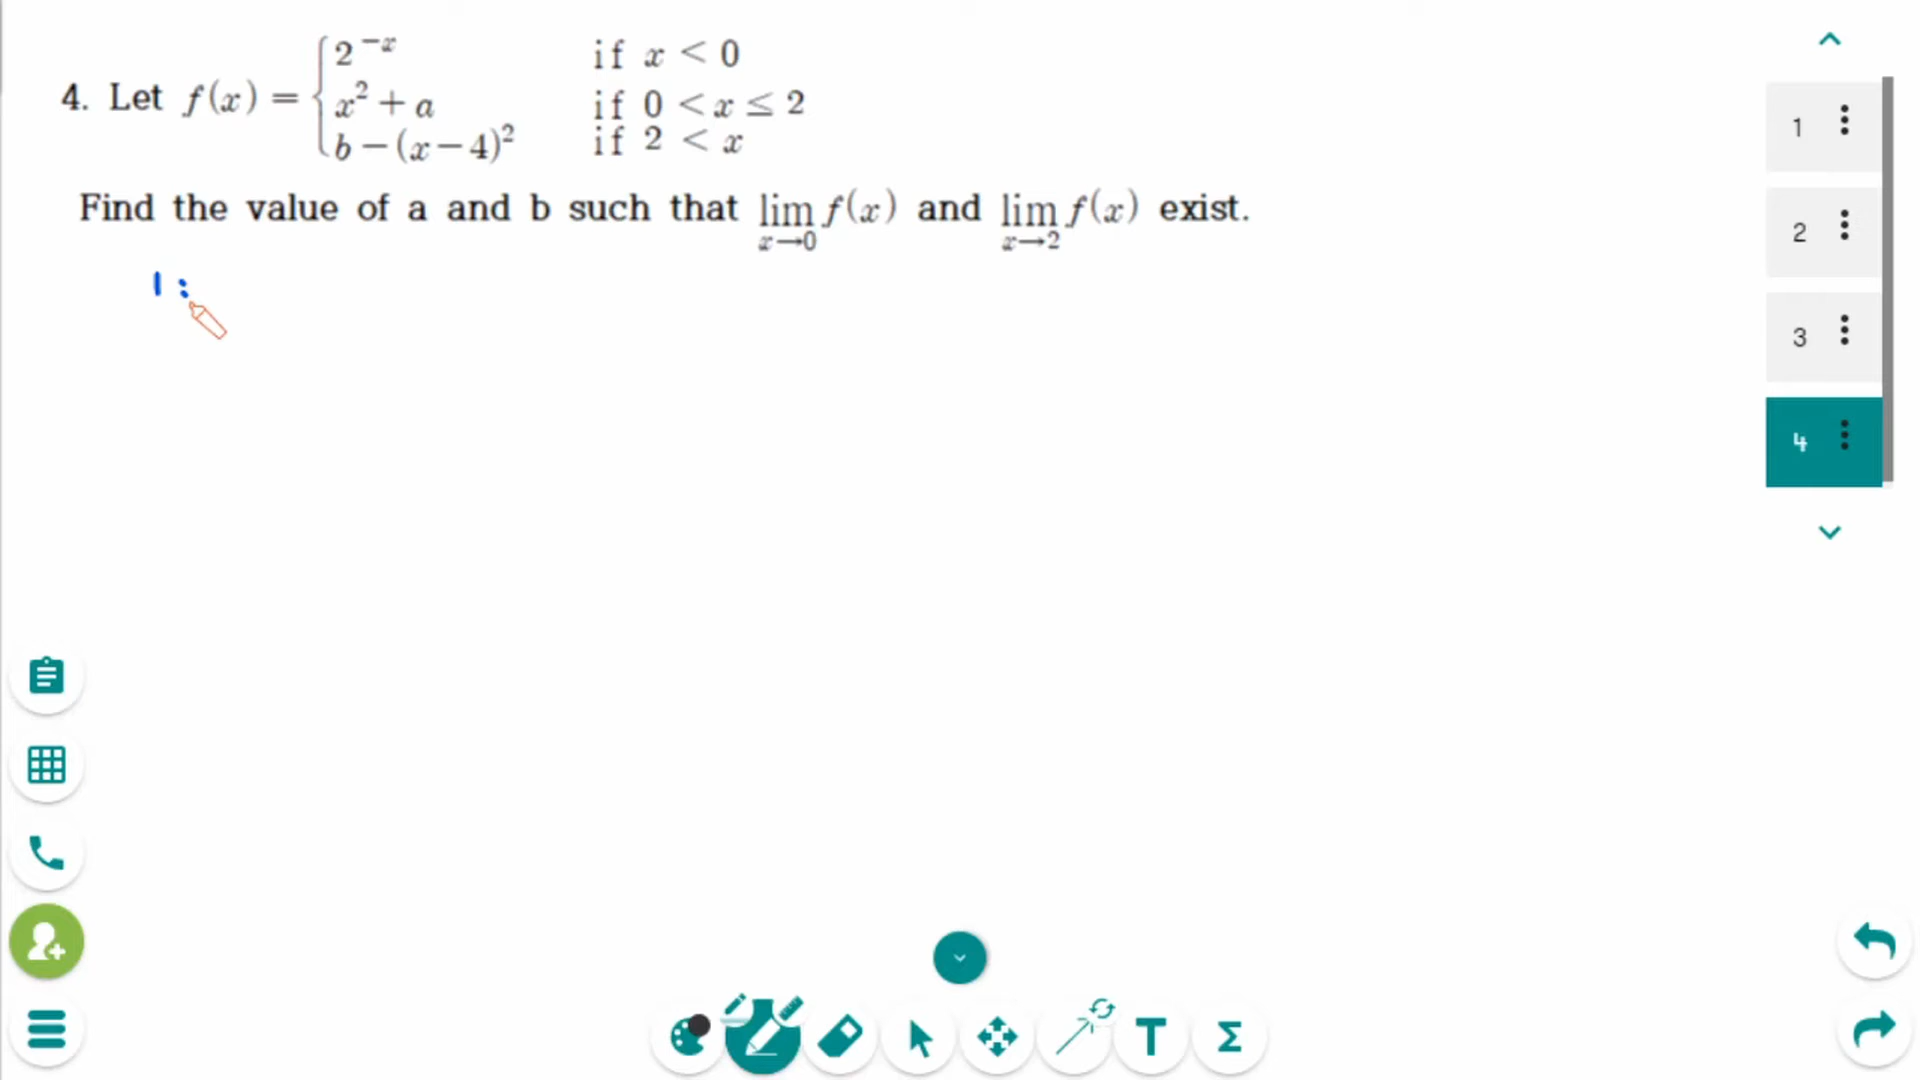 4. Let f(x) = { 2^{-x} if x < 0
x^2 + a if 0 < x ≤ 2
b - (x - 4)^2 if 2 < x
Find the value of a and b such that lim_{x→0} f(x) and lim_{x→2} f(x) exist.
1
2
3
4
T
Σ